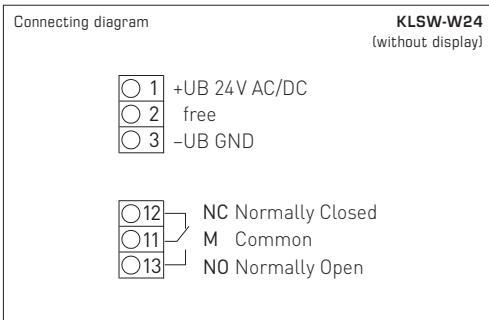 Connecting diagram
KLSW-W24
(without display)
1 +UB 24V AC/DC
2 free
3 –UB GND
12 NC Normally Closed
11 M Common
13 NO Normally Open